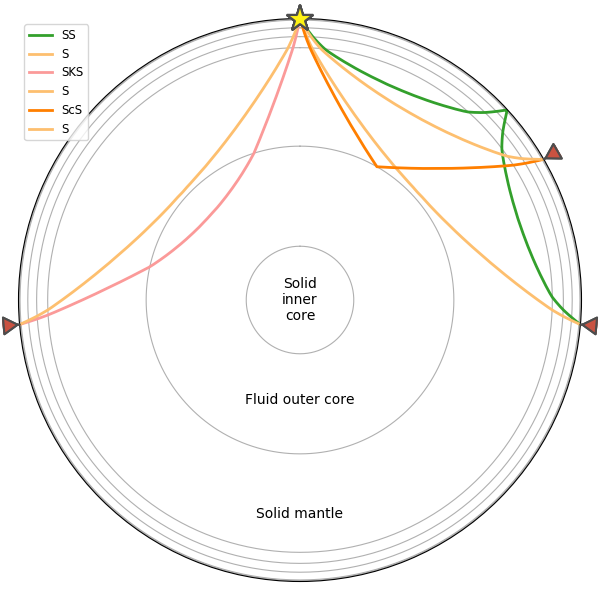 SS
S
SKS
S
ScS
S
Solid
inner
core
Fluid outer core
Solid mantle